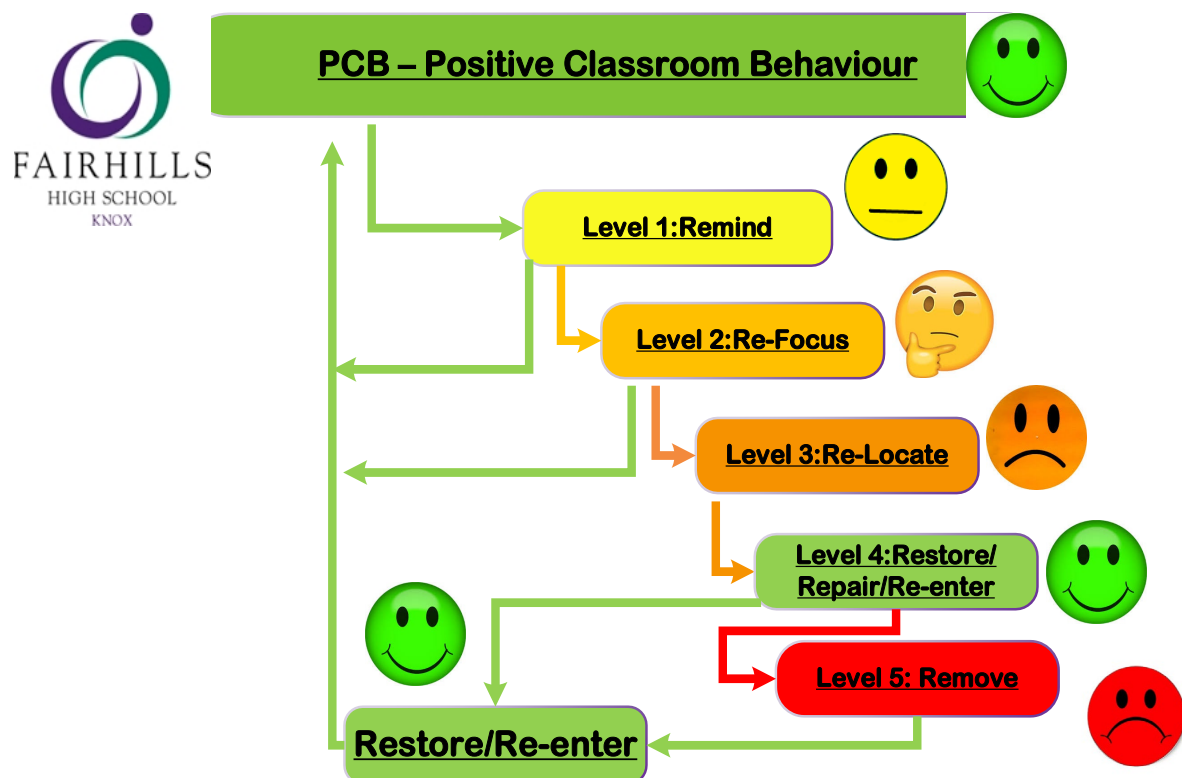 PCB – Positive Classroom Behaviour
FAIRHILLS
HIGH SCHOOL
KNOX
Level 1:Remind
Level 2:Re-Focus
Level 3:Re-Locate
Level 4:Restore/
Repair/Re-enter
Level 5: Remove
Restore/Re-enter